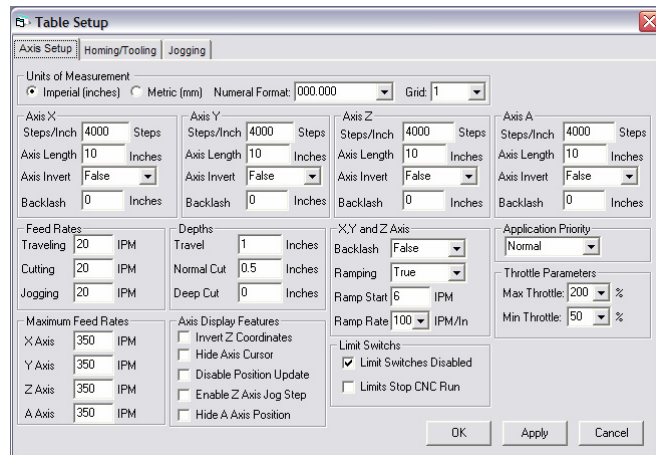 Table Setup
Axis Setup Homing/Tooling Jogging
Units of Measurement
Imperial (inches) Metric (mm) Numeral Format: 000.000 Grid: 1
Axis X
Steps/Inch 4000 Steps
Axis Length 10 Inches
Axis Invert False
Backlash 0 Inches
Axis Y
Steps/Inch 4000 Steps
Axis Length 10 Inches
Axis Invert False
Backlash 0 Inches
Axis Z
Steps/Inch 4000 Steps
Axis Length 10 Inches
Axis Invert False
Backlash 0 Inches
Axis A
Steps/Inch 4000 Steps
Axis Length 10 Inches
Axis Invert False
Backlash 0 Inches
Feed Rates
Traveling 20 IPM
Cutting 20 IPM
Jogging 20 IPM
Depths
Travel 1 Inches
Normal Cut 0.5 Inches
Deep Cut 0 Inches
X,Y and Z Axis
Backlash False
Ramping True
Ramp Start 6 IPM
Ramp Rate 100 IPM/In
Application Priority
Normal
Throttle Parameters
Max Throttle: 200 %
Min Throttle: 50 %
Maximum Feed Rates
X Axis 350 IPM
Y Axis 350 IPM
Z Axis 350 IPM
A Axis 350 IPM
Axis Display Features
Invert Z Coordinates
Hide Axis Cursor
Disable Position Update
Enable Z Axis Jog Step
Hide A Axis Position
Limit Switchs
Limit Switches Disabled
Limits Stop CNC Run
OK Apply Cancel